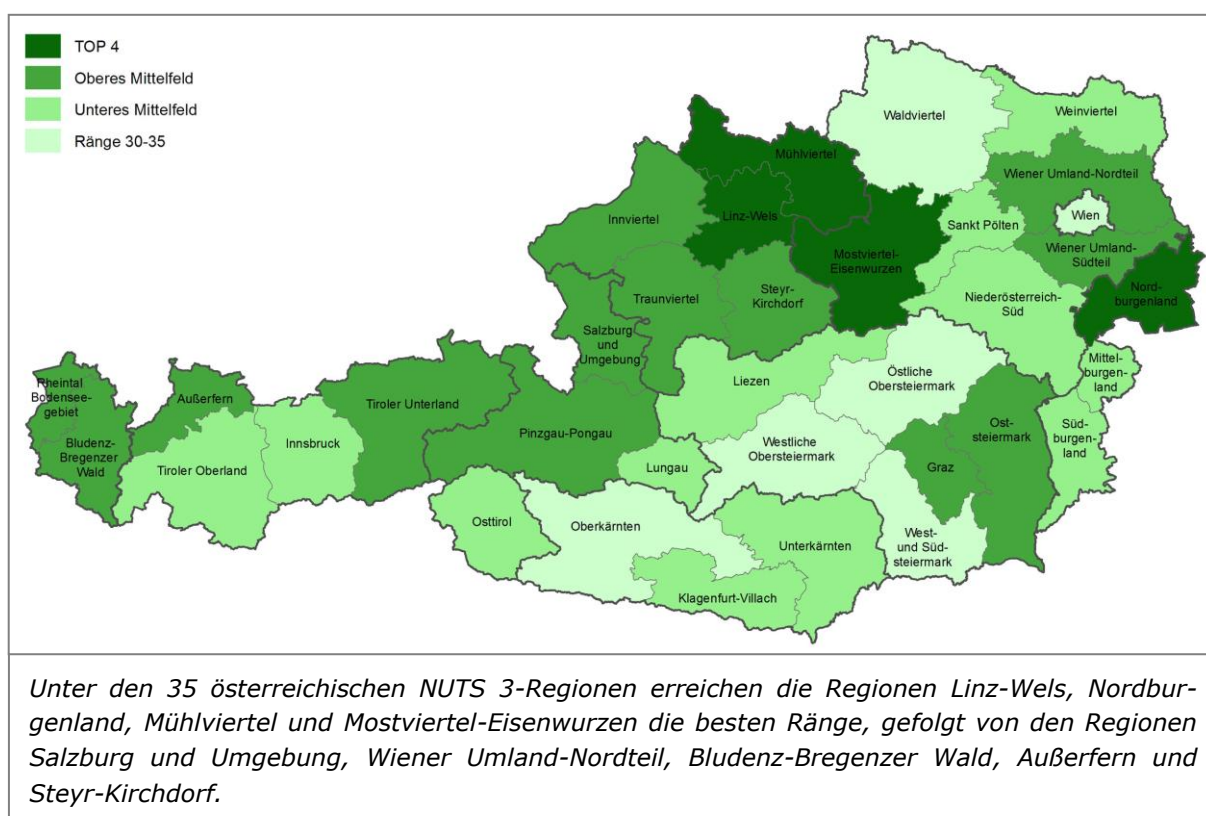 TOP 4
Oberes Mittelfeld
Unteres Mittelfeld
Ränge 30-35
Waldviertel
Weinviertel
Mühlviertel
Wiener Umland-Nordteil
Innviertel
Linz-Wels
Wien
Sankt Pölten
Mostviertel-
Eisenwurzen
Wiener Umland-
Südteil
Traunviertel
Steyr-
Kirchdorf
Niederösterreich-
Süd
Nord-
burgenland
Salzburg
und
Umgebung
Rheintal
Bodensee-
gebiet
Außerfern
Tiroler Unterland
Liezen
Östliche
Obersteiermark
Mittel-
burgen-
land
Bludenz-
Bregenzer
Wald
Innsbruck
Tiroler Oberland
Pinzgau-Pongau
Lungau
Westliche
Obersteiermark
Graz
Ost-
steiermark
Süd-
burgen-
land
Osttirol
Oberkärnten
Unterkärnten
West-
und Süd-
steiermark
Klagenfurt-Villach
Unter den 35 österreichischen NUTS 3-Regionen erreichen die Regionen Linz-Wels, Nordbur-
genland, Mühlviertel und Mostviertel-Eisenwurzen die besten Ränge, gefolgt von den Regionen
Salzburg und Umgebung, Wiener Umland-Nordteil, Bludenz-Bregenzer Wald, Außerfern und
Steyr-Kirchdorf.